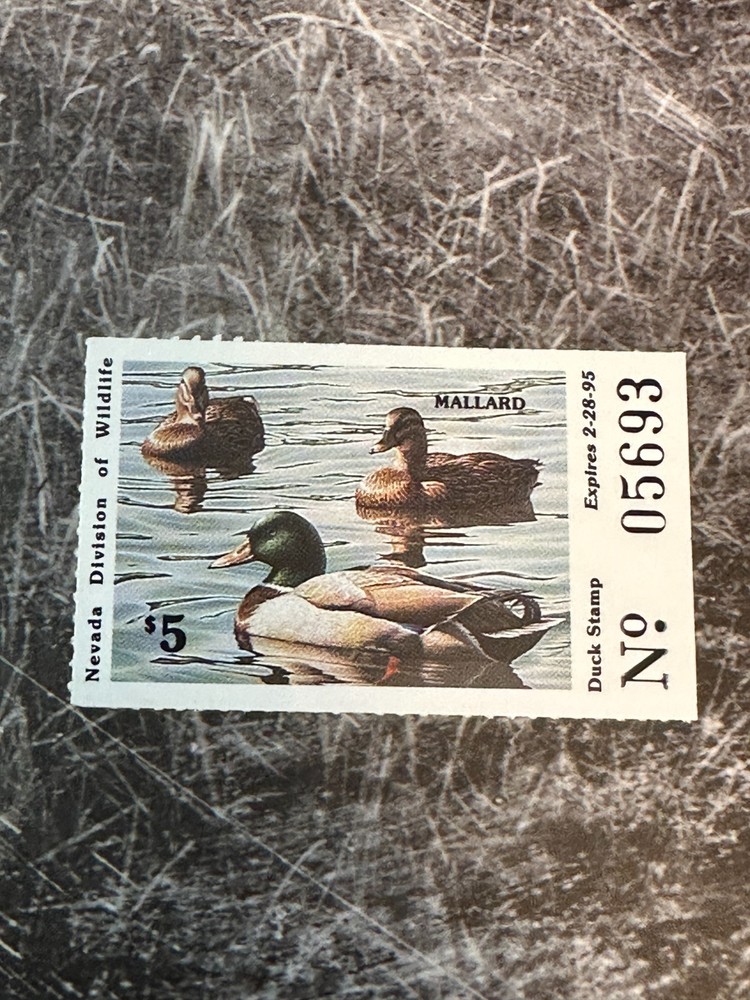 Nevada Division of Wildlife
MALLARD
$5
Duck Stamp Expires 2-28-95
No 05693